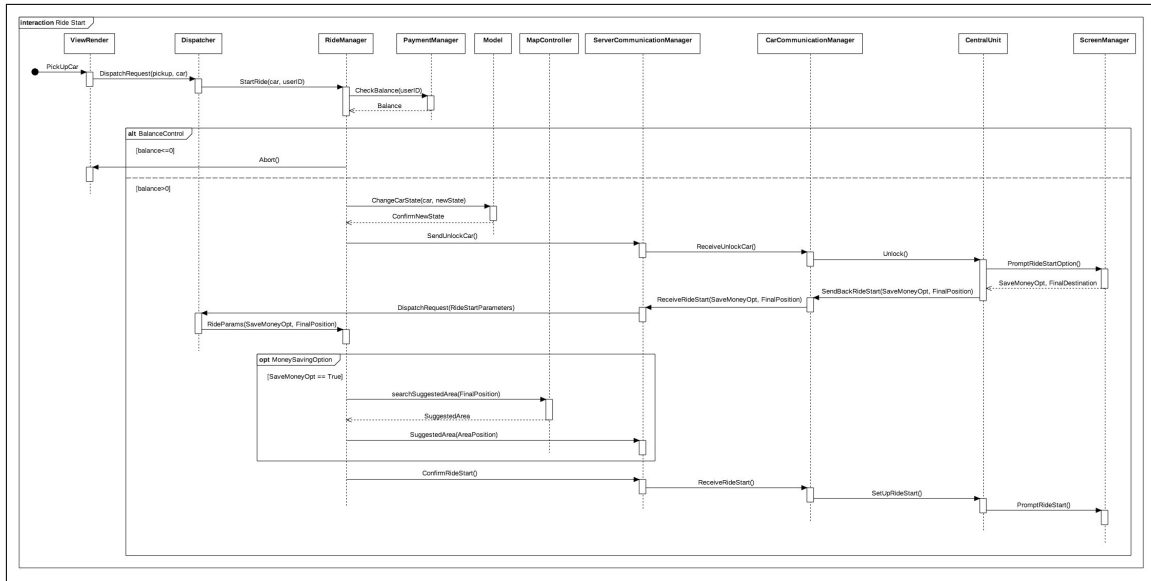 interaction Ride Start
ViewRender
Dispatcher
RideManager
PaymentManager
Model
MapController
ServerCommunicationManager
CarCommunicationManager
CentralUnit
ScreenManager
PickUpCar
DispatchRequest(pickup, car)
StartRide(car, userID)
CheckBalance(userID)
Balance
alt BalanceControl
[balance<=0]
Abort()
[balance>0]
ChangeCarState(car, newState)
ConfirmNewState
SendUnlockCar()
ReceiveUnlockCar()
Unlock()
PromptRideStartOption()
SaveMoneyOpt, FinalDestination
SendBackRideStart(SaveMoneyOpt, FinalPosition)
ReceiveRideStart(SaveMoneyOpt, FinalPosition)
DispatchRequest(RideStartParameters)
RideParams(SaveMoneyOpt, FinalPosition)
opt MoneySavingOption
[SaveMoneyOpt == True]
searchSuggestedArea(FinalPosition)
SuggestedArea
SuggestedArea(AreaPosition)
ConfirmRideStart()
ReceiveRideStart()
SetUpRideStart()
PromptRideStart()